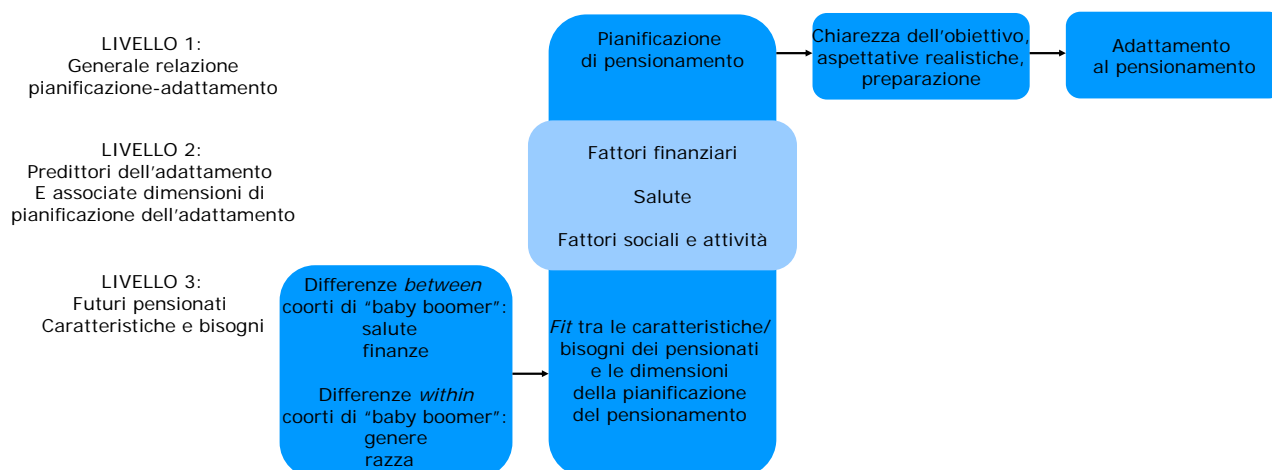 LIVELLO 1:
Generale relazione
pianificazione-adattamento
Pianificazione
di pensionamento
Chiarezza dell'obiettivo,
aspettative realistiche,
preparazione
Adattamento
al pensionamento
LIVELLO 2:
Predittori dell'adattamento
E associate dimensioni di
pianificazione dell'adattamento
Fattori finanziari
Salute
Fattori sociali e attività
LIVELLO 3:
Futuri pensionati
Caratteristiche e bisogni
Differenze between
coorti di "baby boomer":
salute
finanze
Differenze within
coorti di "baby boomer":
genere
razza
Fit tra le caratteristiche/
bisogni dei pensionati
e le dimensioni
della pianificazione
del pensionamento